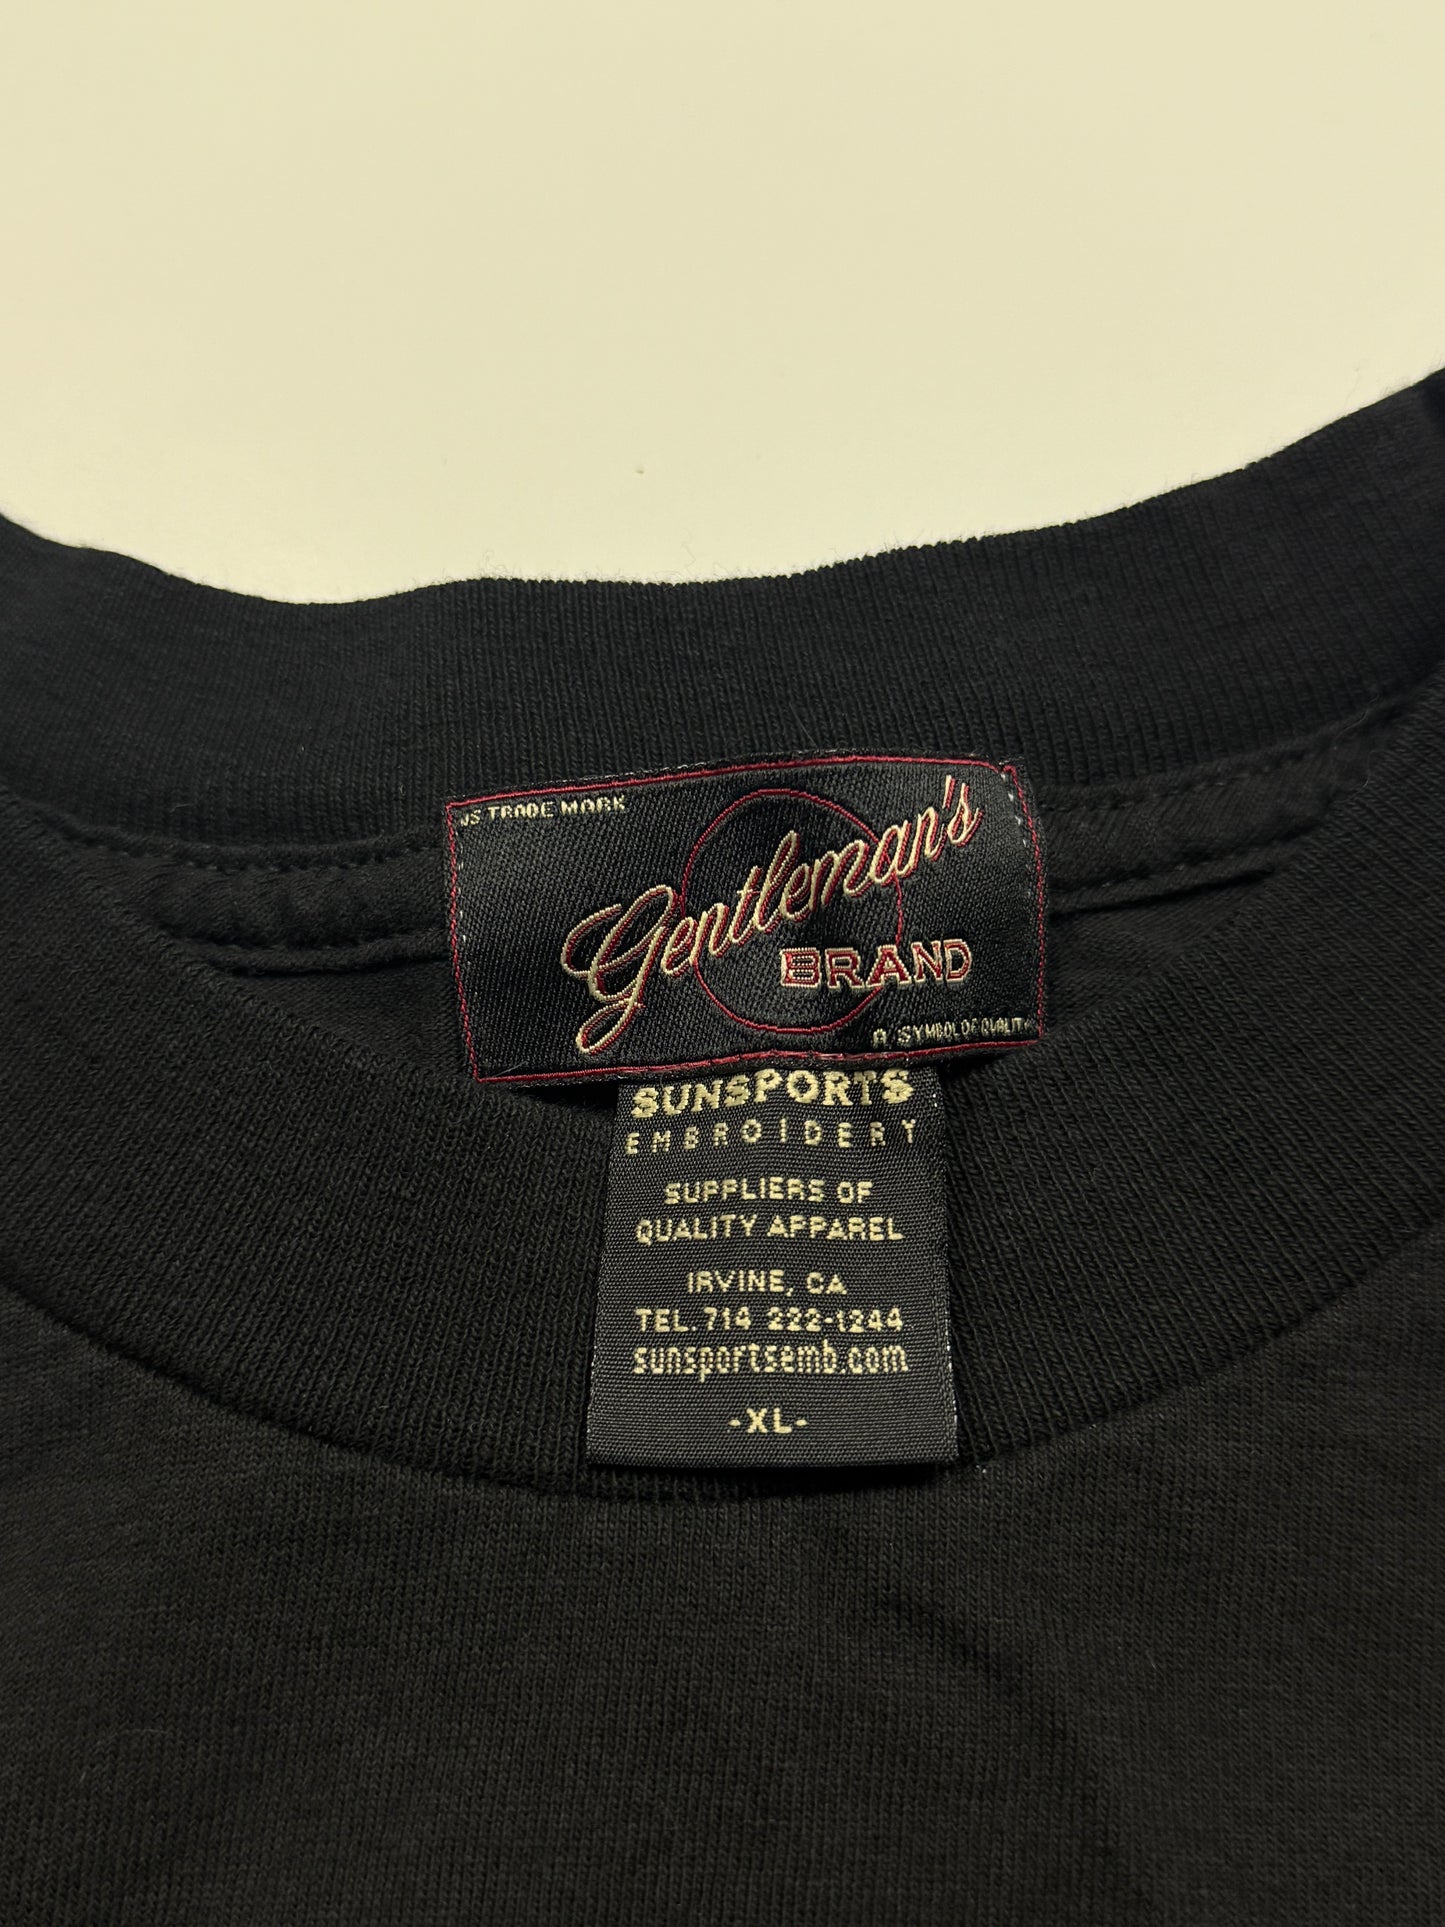 US TRADE MARK
Gentleman's
BRAND
A SYMBOL OF QUALITY
SUNSPORTS
EMBROIDERY
SUPPLIERS OF
QUALITY APPAREL
IRVINE, CA
TEL.714 222-1244
sunsportsemb.com
-XL-